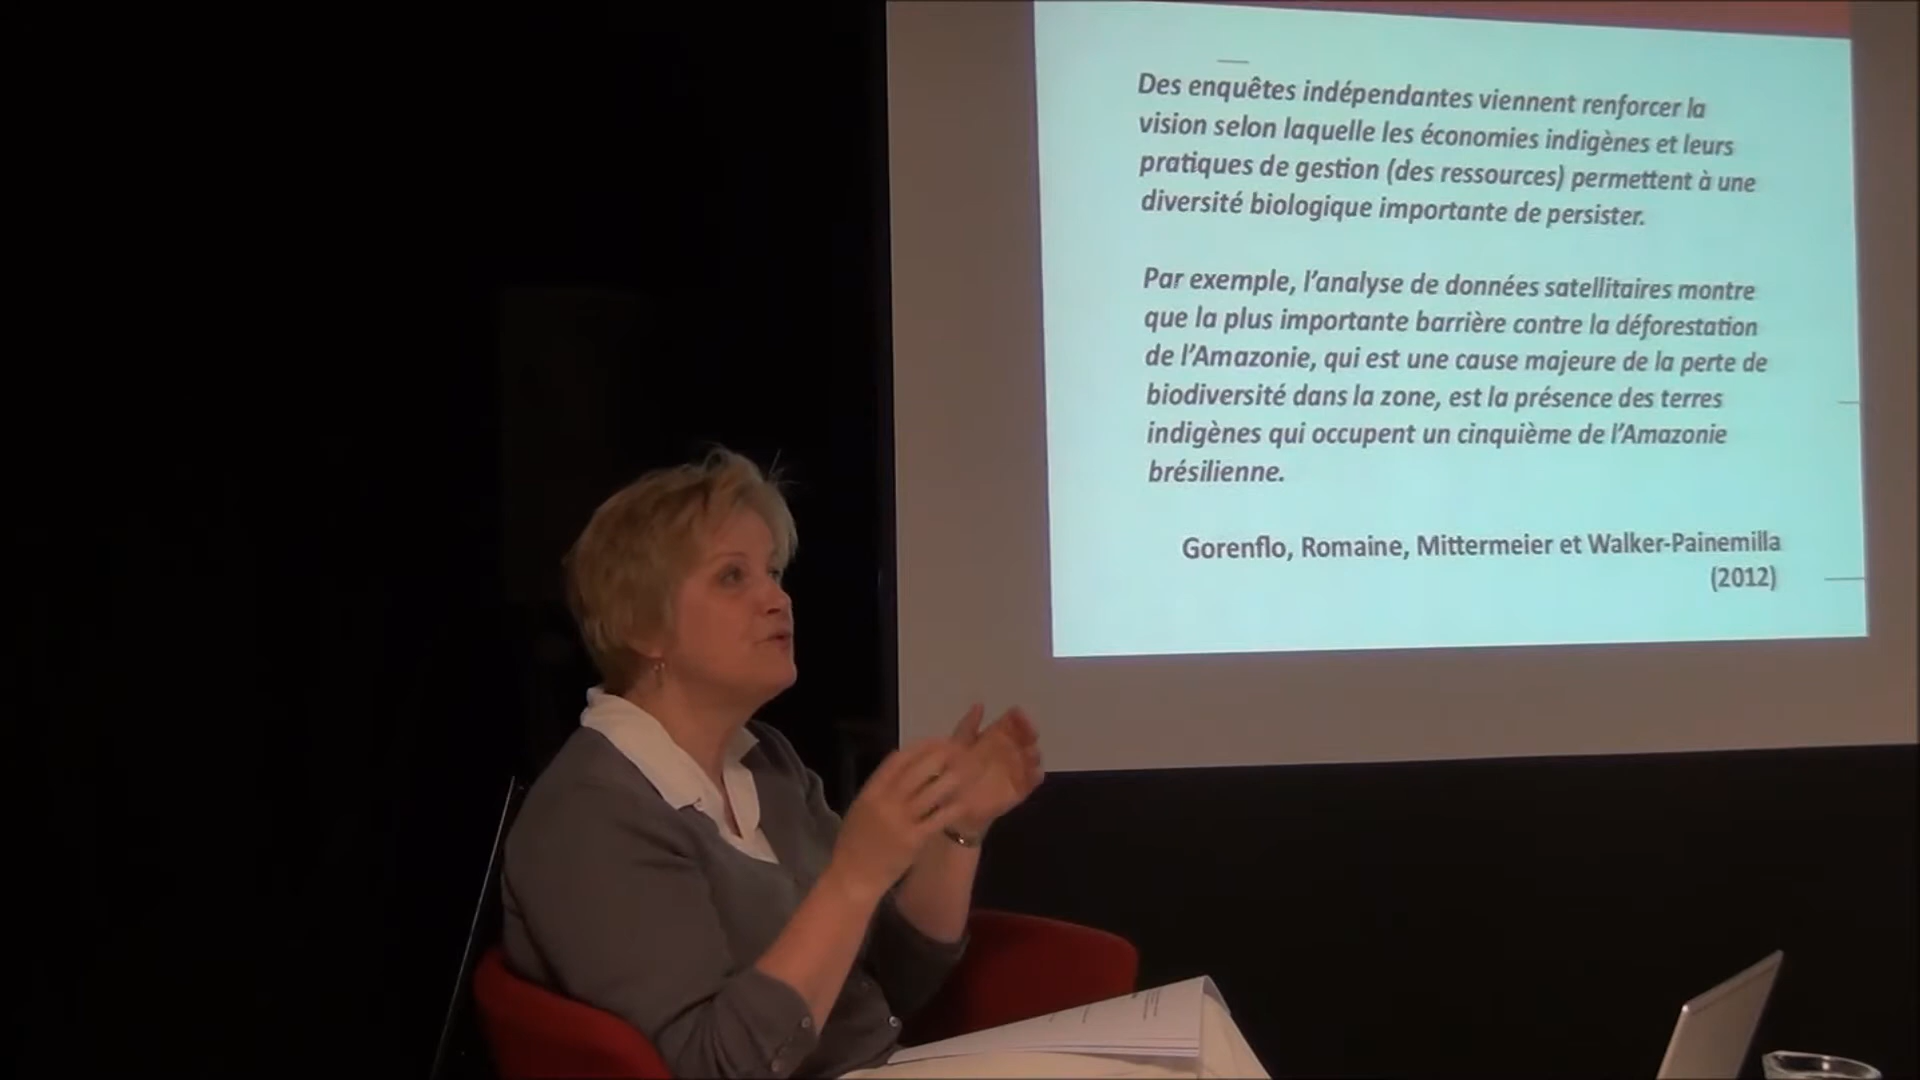 Des enquêtes indépendantes viennent renforcer la
vision selon laquelle les économies indigènes et leurs
pratiques de gestion (des ressources) permettent à une
diversité biologique importante de persister.
Par exemple, l'analyse de données satellitaires montre
que la plus importante barrière contre la déforestation
de l'Amazonie, qui est une cause majeure de la perte de
biodiversité dans la zone, est la présence des terres
indigènes qui occupent un cinquième de l'Amazonie
brésilienne.
Gorenflo, Romaine, Mittermeier et Walker-Painemilla
(2012)